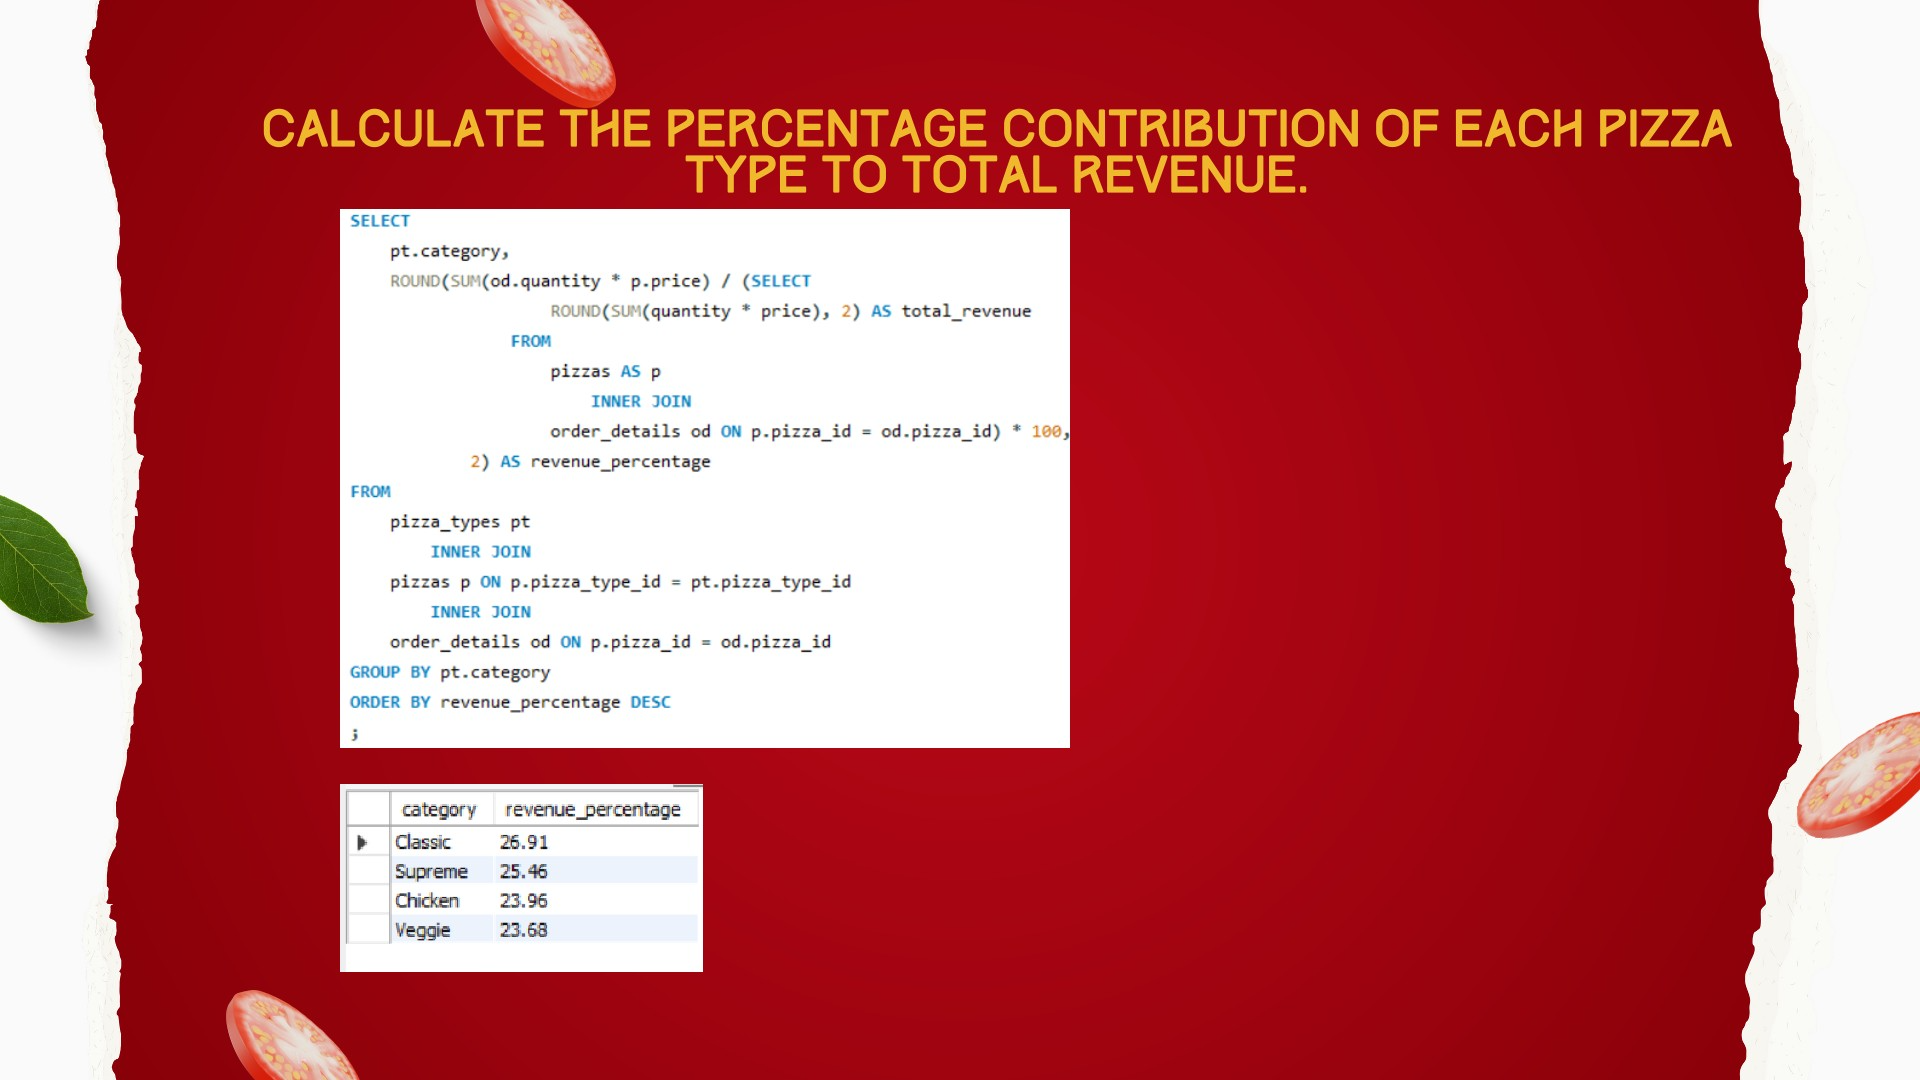 CALCULATE THE PERCENTAGE CONTRIBUTION OF EACH PIZZA
TYPE TO TOTAL REVENUE.
SELECT
pt.category,
ROUND(SUM(od.quantity * p.price) / (SELECT
ROUND(SUM(quantity * price), 2) AS total_revenue
FROM
pizzas AS p
INNER JOIN
order_details od ON p.pizza_id = od.pizza_id) * 100,
2) AS revenue_percentage
FROM
pizza_types pt
INNER JOIN
pizzas p ON p.pizza_type_id = pt.pizza_type_id
INNER JOIN
order_details od ON p.pizza_id = od.pizza_id
GROUP BY pt.category
ORDER BY revenue_percentage DESC
;
category revenue_percentage
Classic 26.91
Supreme 25.46
Chicken 23.96
Veggie 23.68